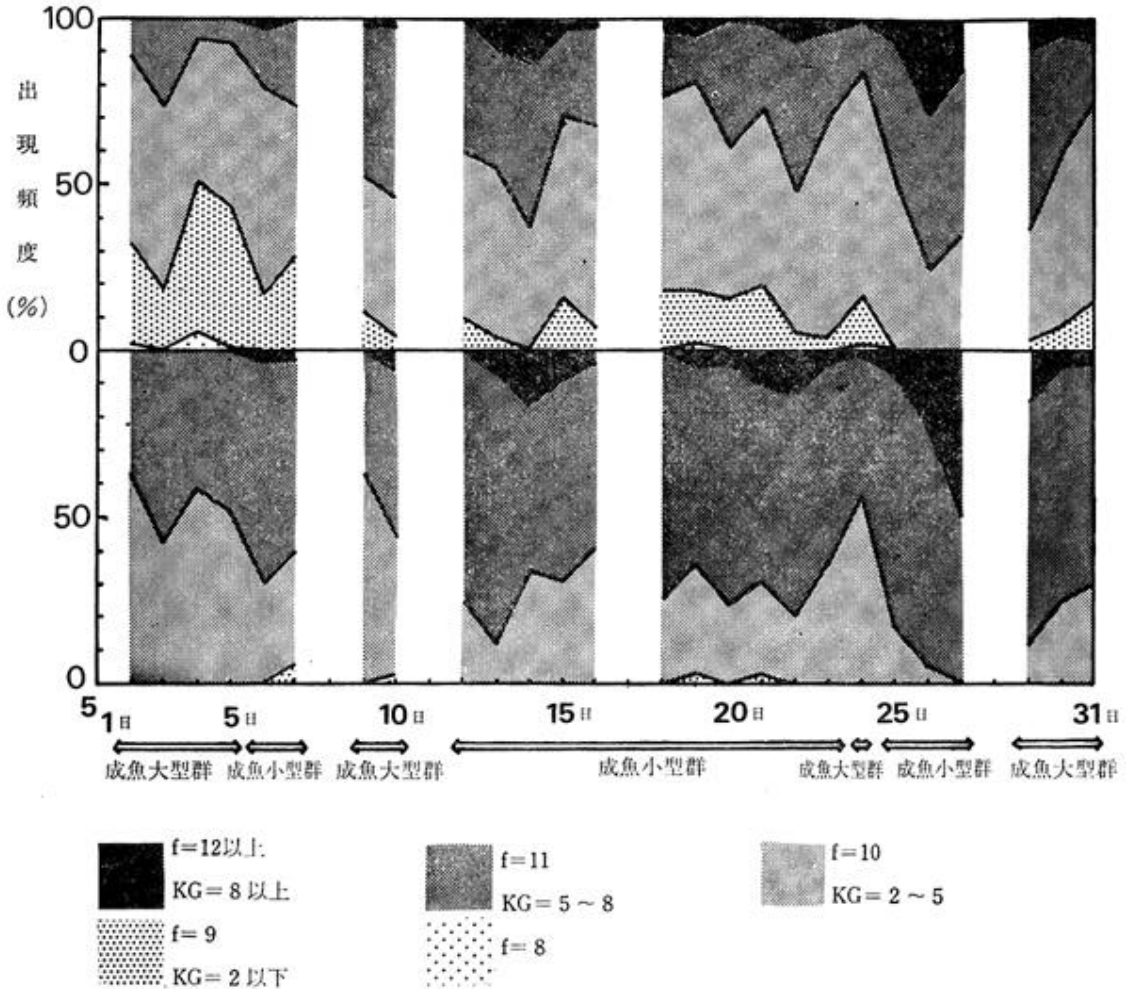 100
出現頻度(%)
50
0
50
0
5
1日
5日
10日
15日
20日
25日
31日
成魚大型群
成魚小型群
成魚大型群
成魚小型群
成魚大型群
成魚小型群
成魚大型群
f=12以上
KG=8以上
f=11
KG=5～8
f=10
KG=2～5
f=9
KG=2以下
f=8